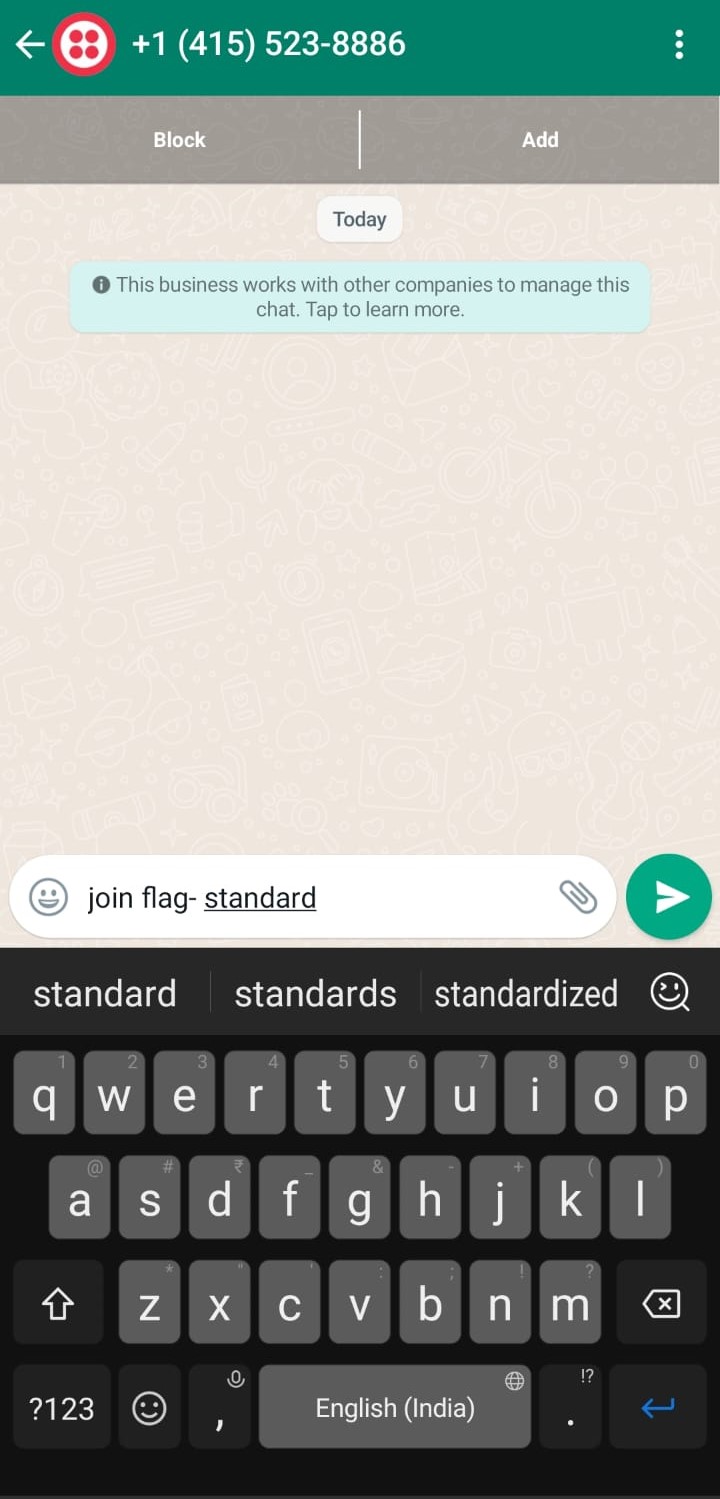 +1 (415) 523-8886
Block Add
Today
This business works with other companies to manage this
chat. Tap to learn more.
join flag- standard
standard standards standardized
1 2 3 4 5 6 7 8 9 0
q w e r t y u i o p
@ # ₹ _ & - + ( )
a s d f g h j k l
* " ' : ; ! ?
z x c v b n m
!?
?123 , English (India) .